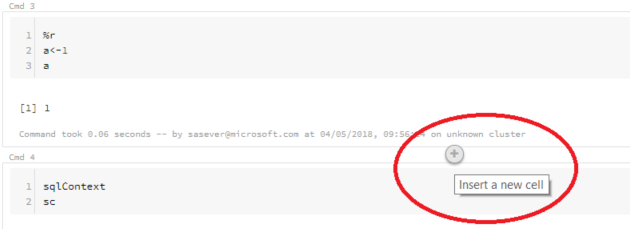 Cmd 3
1 %r
2 a<-1
3 a
[1] 1
Command took 0.06 seconds -- by sasever@microsoft.com at 04/05/2018, 09:56: 4 on unknown cluster
Cmd 4
Insert a new cell
1 sqlContext
2 sc